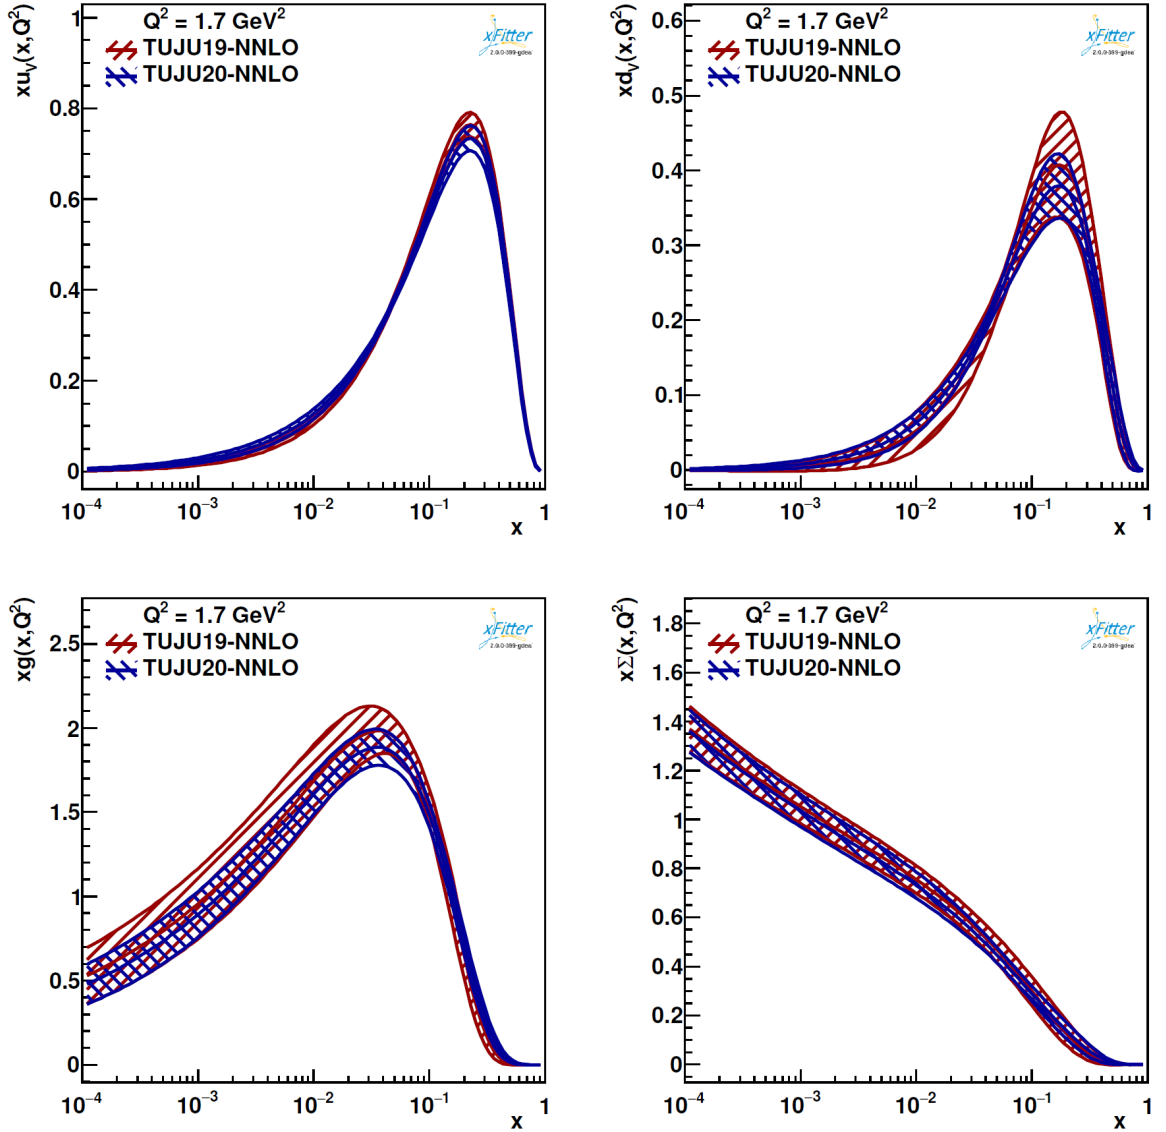 xu_V(x,Q²)
Q² = 1.7 GeV²
TUJU19-NNLO
TUJU20-NNLO
xFitter
1
0.8
0.6
0.4
0.2
0
10⁻⁴ 10⁻³ 10⁻² 10⁻¹ 1
x
xd_V(x,Q²)
Q² = 1.7 GeV²
TUJU19-NNLO
TUJU20-NNLO
xFitter
0.6
0.5
0.4
0.3
0.2
0.1
0
10⁻⁴ 10⁻³ 10⁻² 10⁻¹ 1
x
xg(x,Q²)
Q² = 1.7 GeV²
TUJU19-NNLO
TUJU20-NNLO
xFitter
2.5
2
1.5
1
0.5
0
10⁻⁴ 10⁻³ 10⁻² 10⁻¹ 1
x
xΣ(x,Q²)
Q² = 1.7 GeV²
TUJU19-NNLO
TUJU20-NNLO
xFitter
1.8
1.6
1.4
1.2
1
0.8
0.6
0.4
0.2
0
10⁻⁴ 10⁻³ 10⁻² 10⁻¹ 1
x